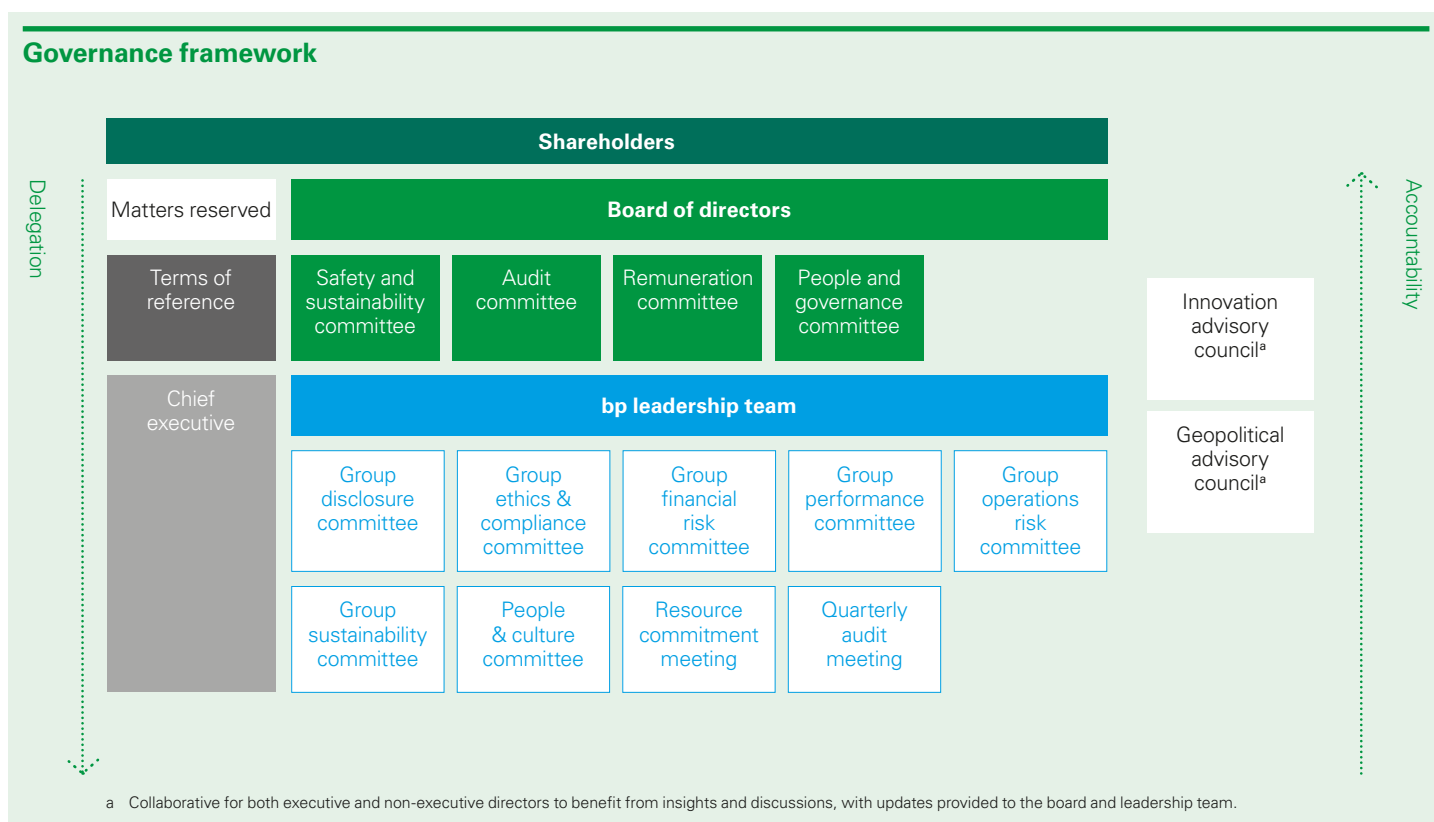 Governance framework
Shareholders
Delegation
Accountability
Matters reserved
Board of directors
Terms of
reference
Safety and
sustainability
committee
Audit
committee
Remuneration
committee
People and
governance
committee
Innovation
advisory
councilᵃ
Geopolitical
advisory
councilᵃ
Chief
executive
bp leadership team
Group
disclosure
committee
Group
ethics &
compliance
committee
Group
financial
risk
committee
Group
performance
committee
Group
operations
risk
committee
Group
sustainability
committee
People
& culture
committee
Resource
commitment
meeting
Quarterly
audit
meeting
a Collaborative for both executive and non-executive directors to benefit from insights and discussions, with updates provided to the board and leadership team.